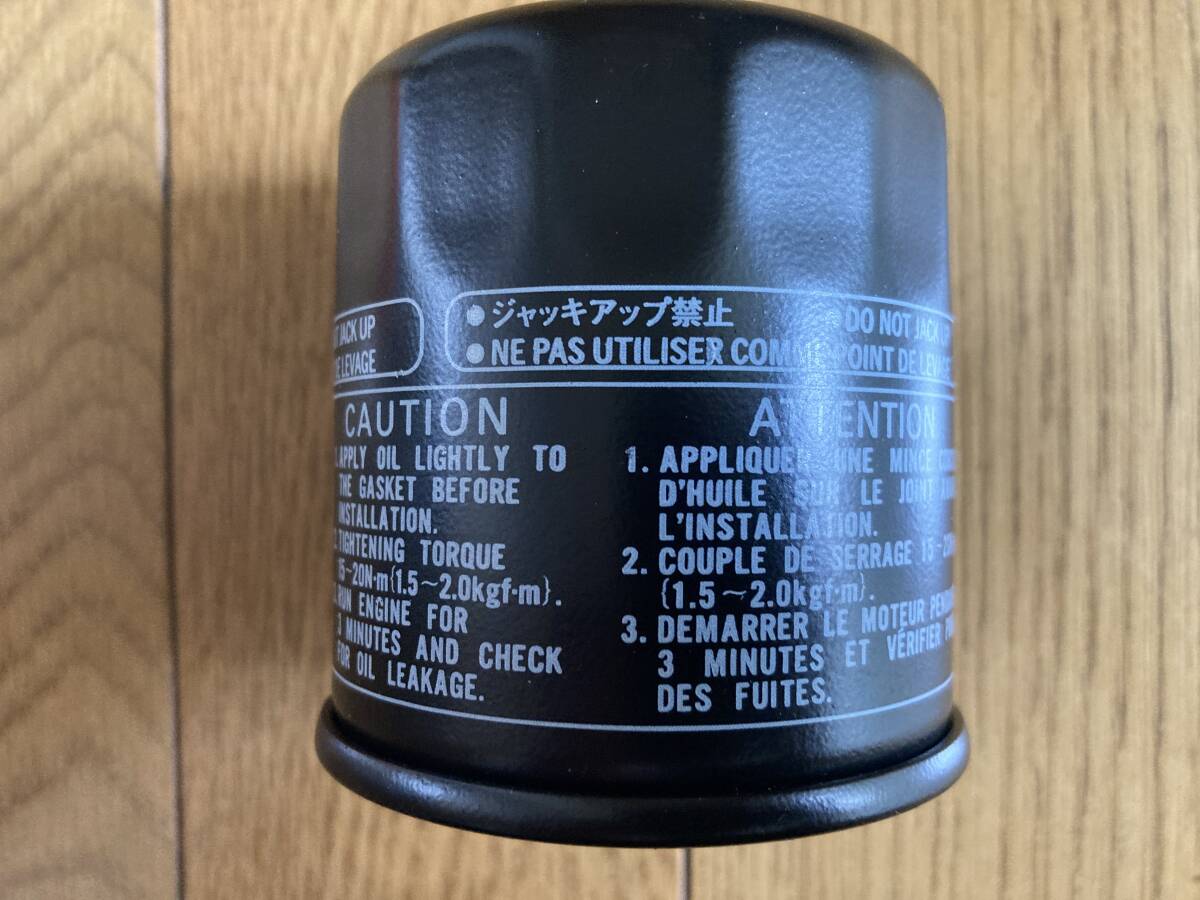 JACK UP
LEVAGE
● ジャッキアップ禁止 DO NOT JACK UP
● NE PAS UTILISER POINT DE
CAUTION
APPLY OIL LIGHTLY TO
THE GASKET BEFORE
INSTALLATION.
TIGHTENING TORQUE
15~20N·m{1.5~2.0kgf·m}.
RUN ENGINE FOR
3 MINUTES AND CHECK
FOR OIL LEAKAGE.
ATTENTION
1. APPLIQUER UNE MINCE
D'HUILE SUR LE JOINT
L'INSTALLATION.
2. COUPLE DE SERRAGE 15~
{1.5~2.0kgf·m}.
3. DEMARRER LE MOTEUR
3 MINUTES ET VÉRIFIER
DES FUITES.